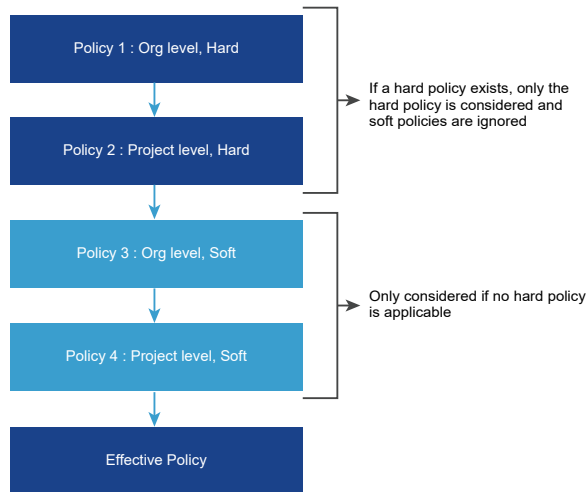 Policy 1 : Org level, Hard
If a hard policy exists, only the
hard policy is considered and
soft policies are ignored
Policy 2 : Project level, Hard
Policy 3 : Org level, Soft
Only considered if no hard policy
is applicable
Policy 4 : Project level, Soft
Effective Policy